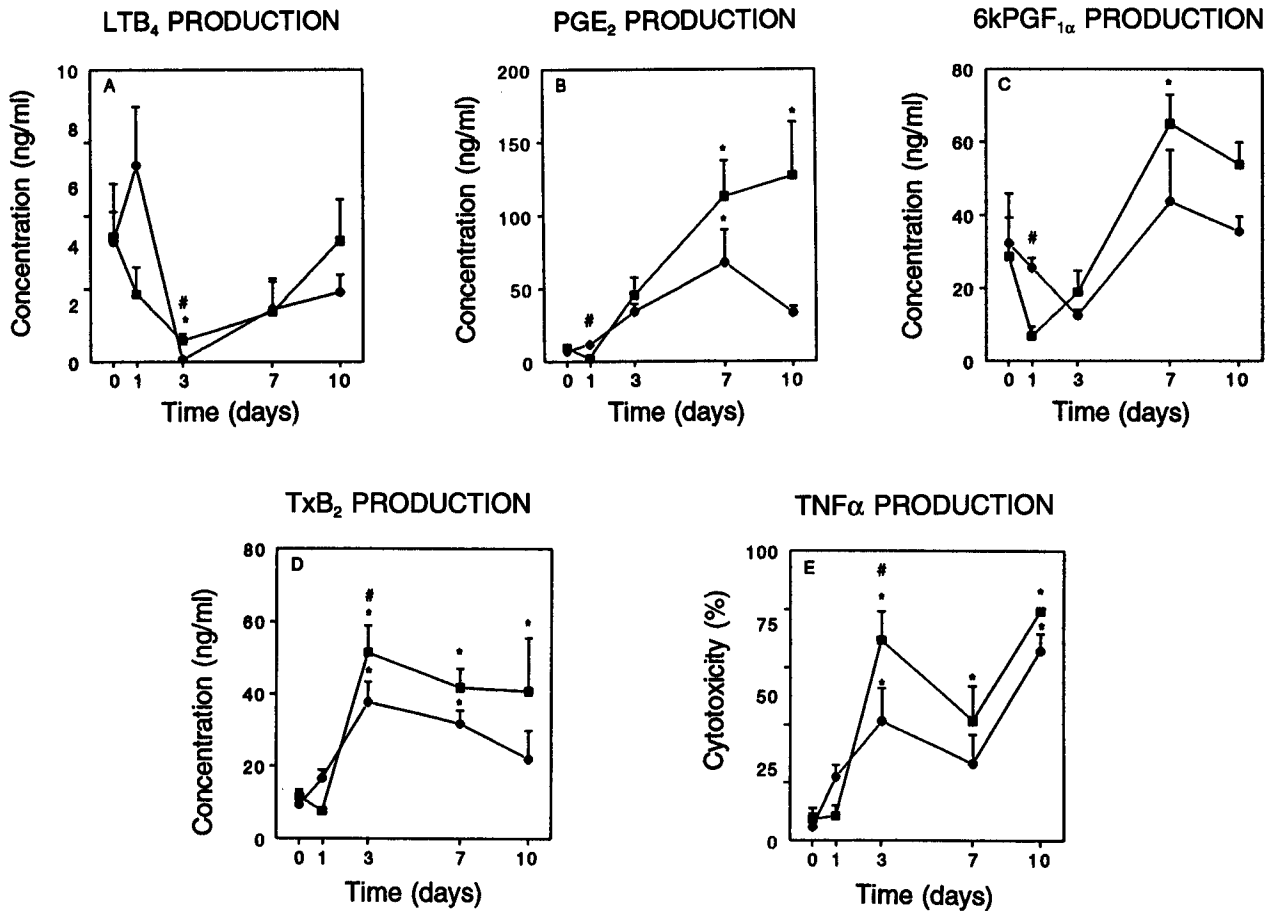 LTB₄ PRODUCTION
A
Concentration (ng/ml)
10
8
6
4
2
0
#
*
0 1 3 7 10
Time (days)
PGE₂ PRODUCTION
B
Concentration (ng/ml)
200
150
100
50
0
#
*
*
*
0 1 3 7 10
Time (days)
6kPGF₁α PRODUCTION
C
Concentration (ng/ml)
80
60
40
20
0
#
*
0 1 3 7 10
Time (days)
TxB₂ PRODUCTION
D
Concentration (ng/ml)
80
60
40
20
0
#
*
*
*
*
*
0 1 3 7 10
Time (days)
TNFα PRODUCTION
E
Cytotoxicity (%)
100
75
50
25
0
#
*
*
*
*
*
0 1 3 7 10
Time (days)